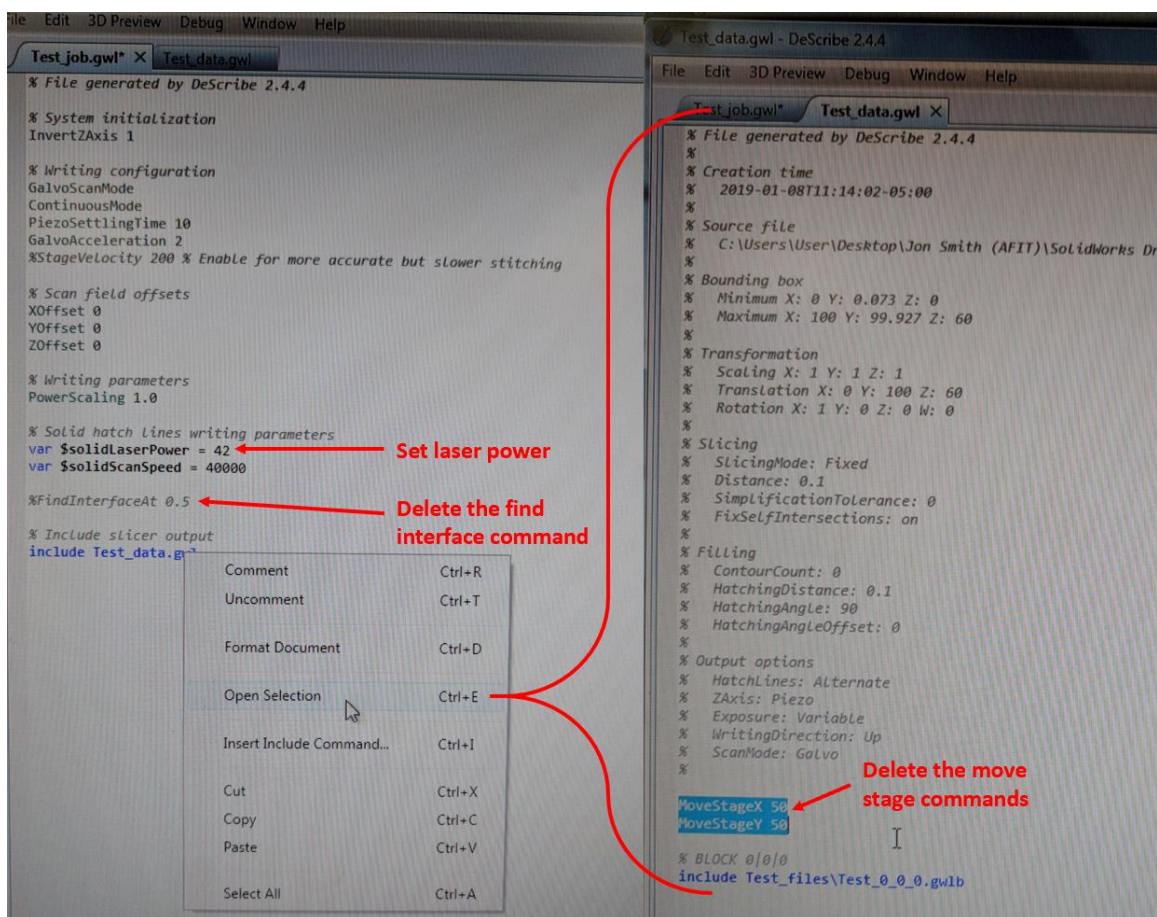 ile Edit 3D Preview Debug Window Help
Test_job.gwl* X Test_data.gwl
% File generated by DeScribe 2.4.4
% System initialization
InvertZAxis 1
% Writing configuration
GalvoScanMode
ContinuousMode
PiezoSettlingTime 10
GalvoAcceleration 2
%StageVelocity 200 % Enable for more accurate but slower stitching
% Scan field offsets
XOffset 0
YOffset 0
ZOffset 0
% Writing parameters
PowerScaling 1.0
% Solid hatch lines writing parameters
var $solidLaserPower = 42
var $solidScanSpeed = 40000
Set laser power
%FindInterfaceAt 0.5
Delete the find
interface command
% Include slicer output
include Test_data.gwl
Comment Ctrl+R
Uncomment Ctrl+T
Format Document Ctrl+D
Open Selection Ctrl+E
Insert Include Command... Ctrl+I
Cut Ctrl+X
Copy Ctrl+C
Paste Ctrl+V
Select All Ctrl+A
Test_data.gwl - DeScribe 2.4.4
File Edit 3D Preview Debug Window Help
Test_job.gwl* Test_data.gwl X
% File generated by DeScribe 2.4.4
%
% Creation time
% 2019-01-08T11:14:02-05:00
%
% Source file
% C:\Users\User\Desktop\Jon Smith (AFIT)\SolidWorks Dr
%
% Bounding box
% Minimum X: 0 Y: 0.073 Z: 0
% Maximum X: 100 Y: 99.927 Z: 60
%
% Transformation
% Scaling X: 1 Y: 1 Z: 1
% Translation X: 0 Y: 100 Z: 60
% Rotation X: 1 Y: 0 Z: 0 W: 0
%
% Slicing
% SlicingMode: Fixed
% Distance: 0.1
% SimplificationTolerance: 0
% FixSelfIntersections: on
%
% Filling
% ContourCount: 0
% HatchingDistance: 0.1
% HatchingAngle: 90
% HatchingAngleOffset: 0
%
% Output options
% HatchLines: Alternate
% ZAxis: Piezo
% Exposure: Variable
% WritingDirection: Up
% ScanMode: Galvo
%
Delete the move
stage commands
MoveStageX 50
MoveStageY 50
% BLOCK 0|0|0
include Test_files\Test_0_0_0.gwlb